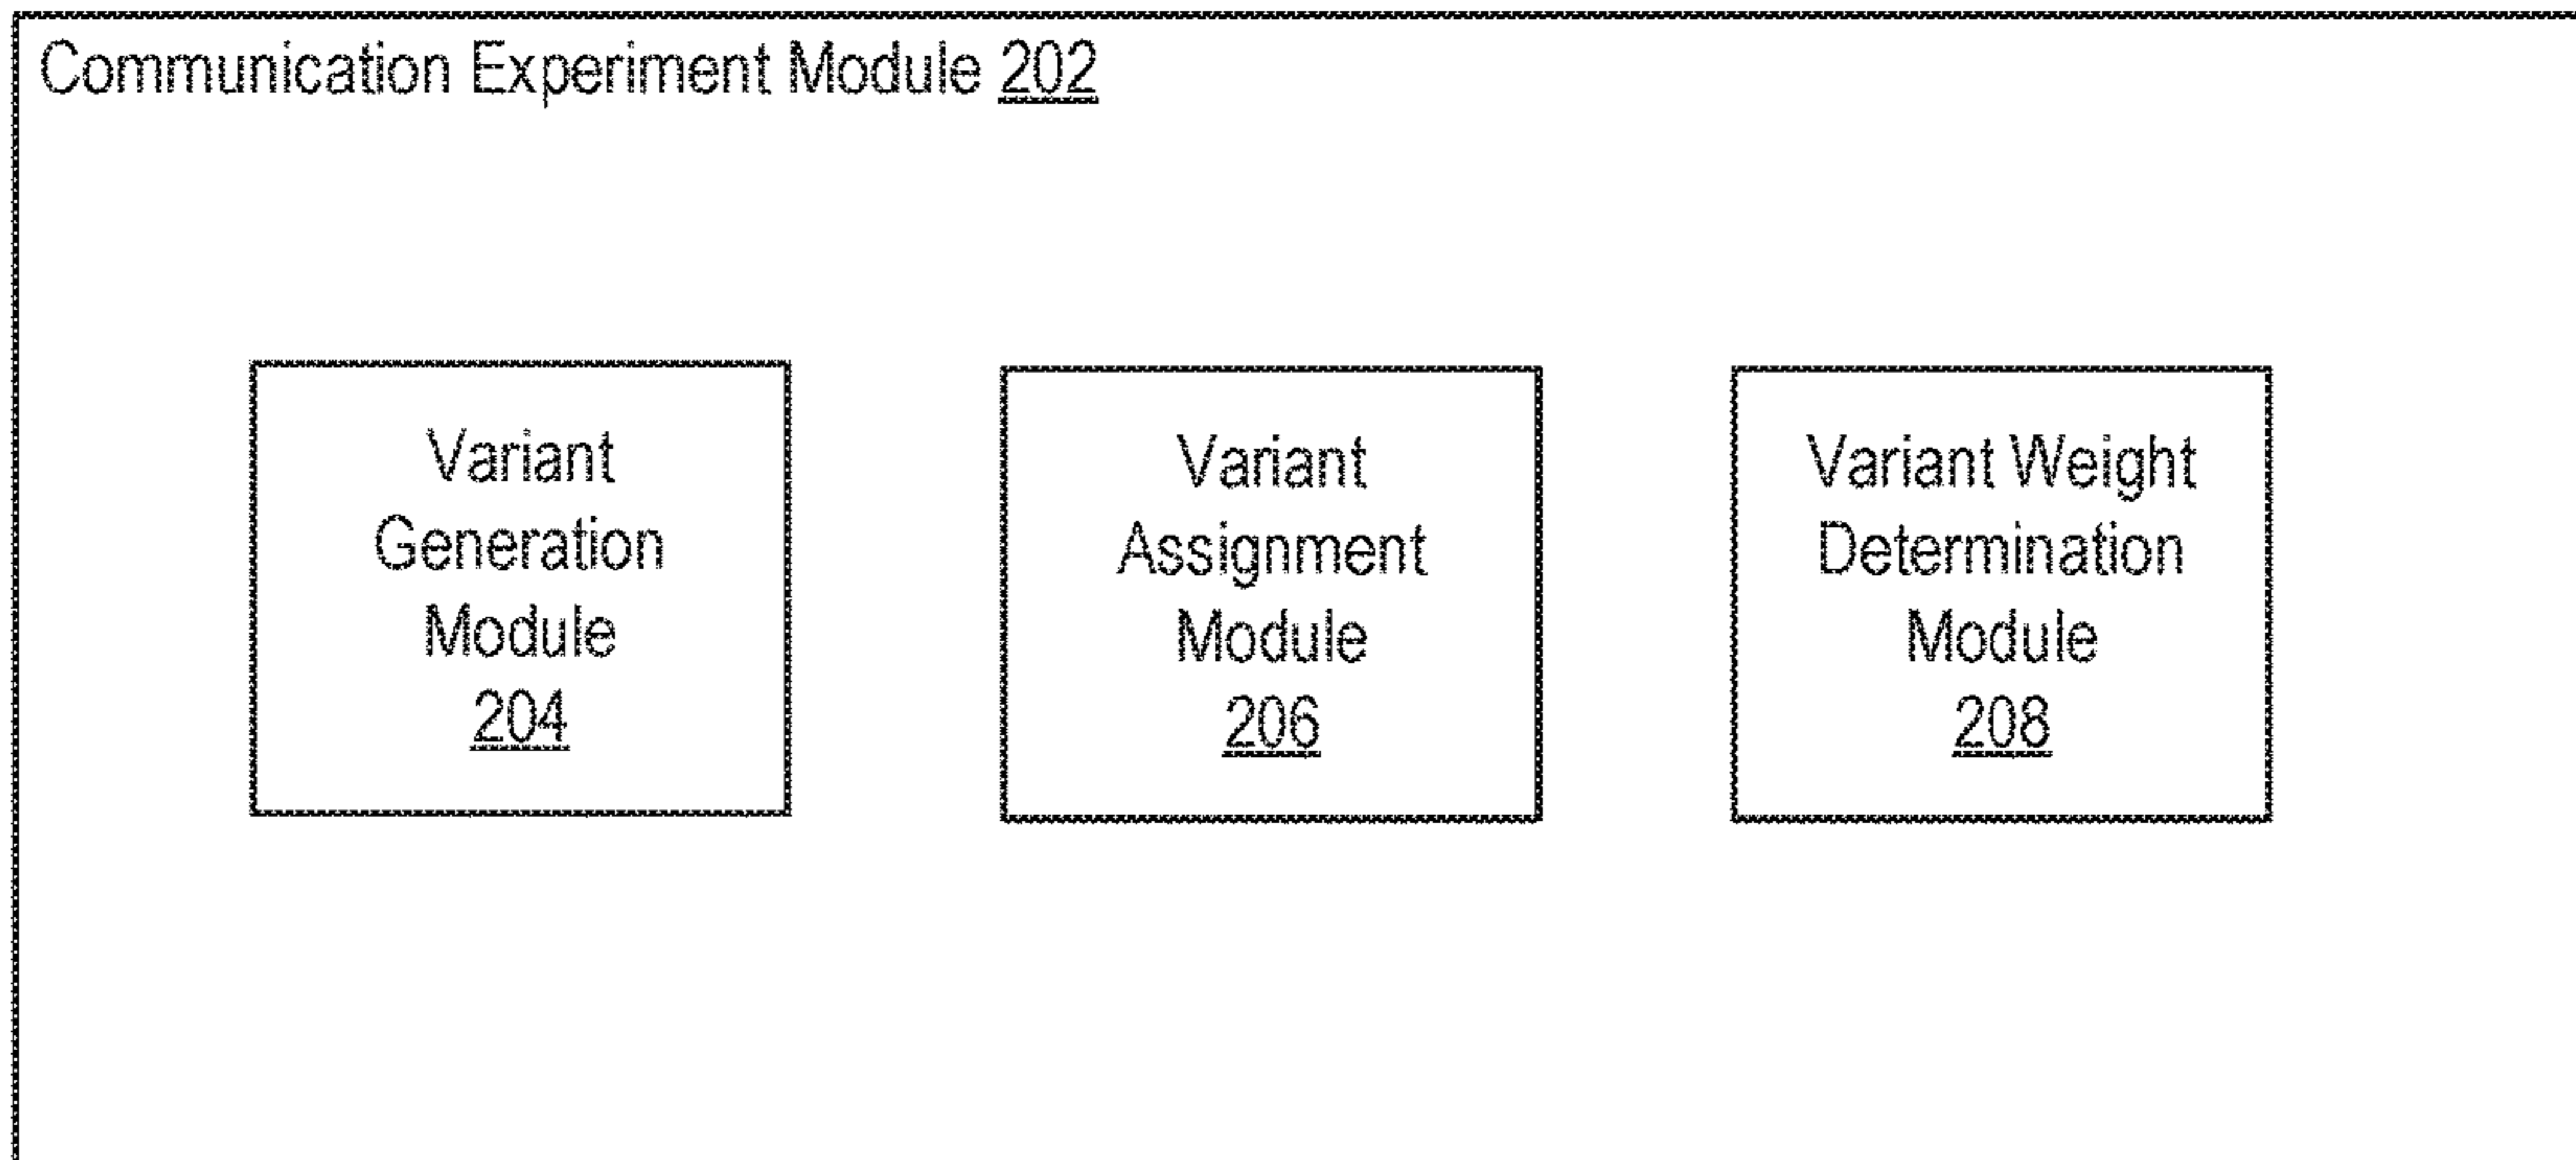 Communication Experiment Module 202
Variant
Generation
Module
204
Variant
Assignment
Module
206
Variant Weight
Determination
Module
208